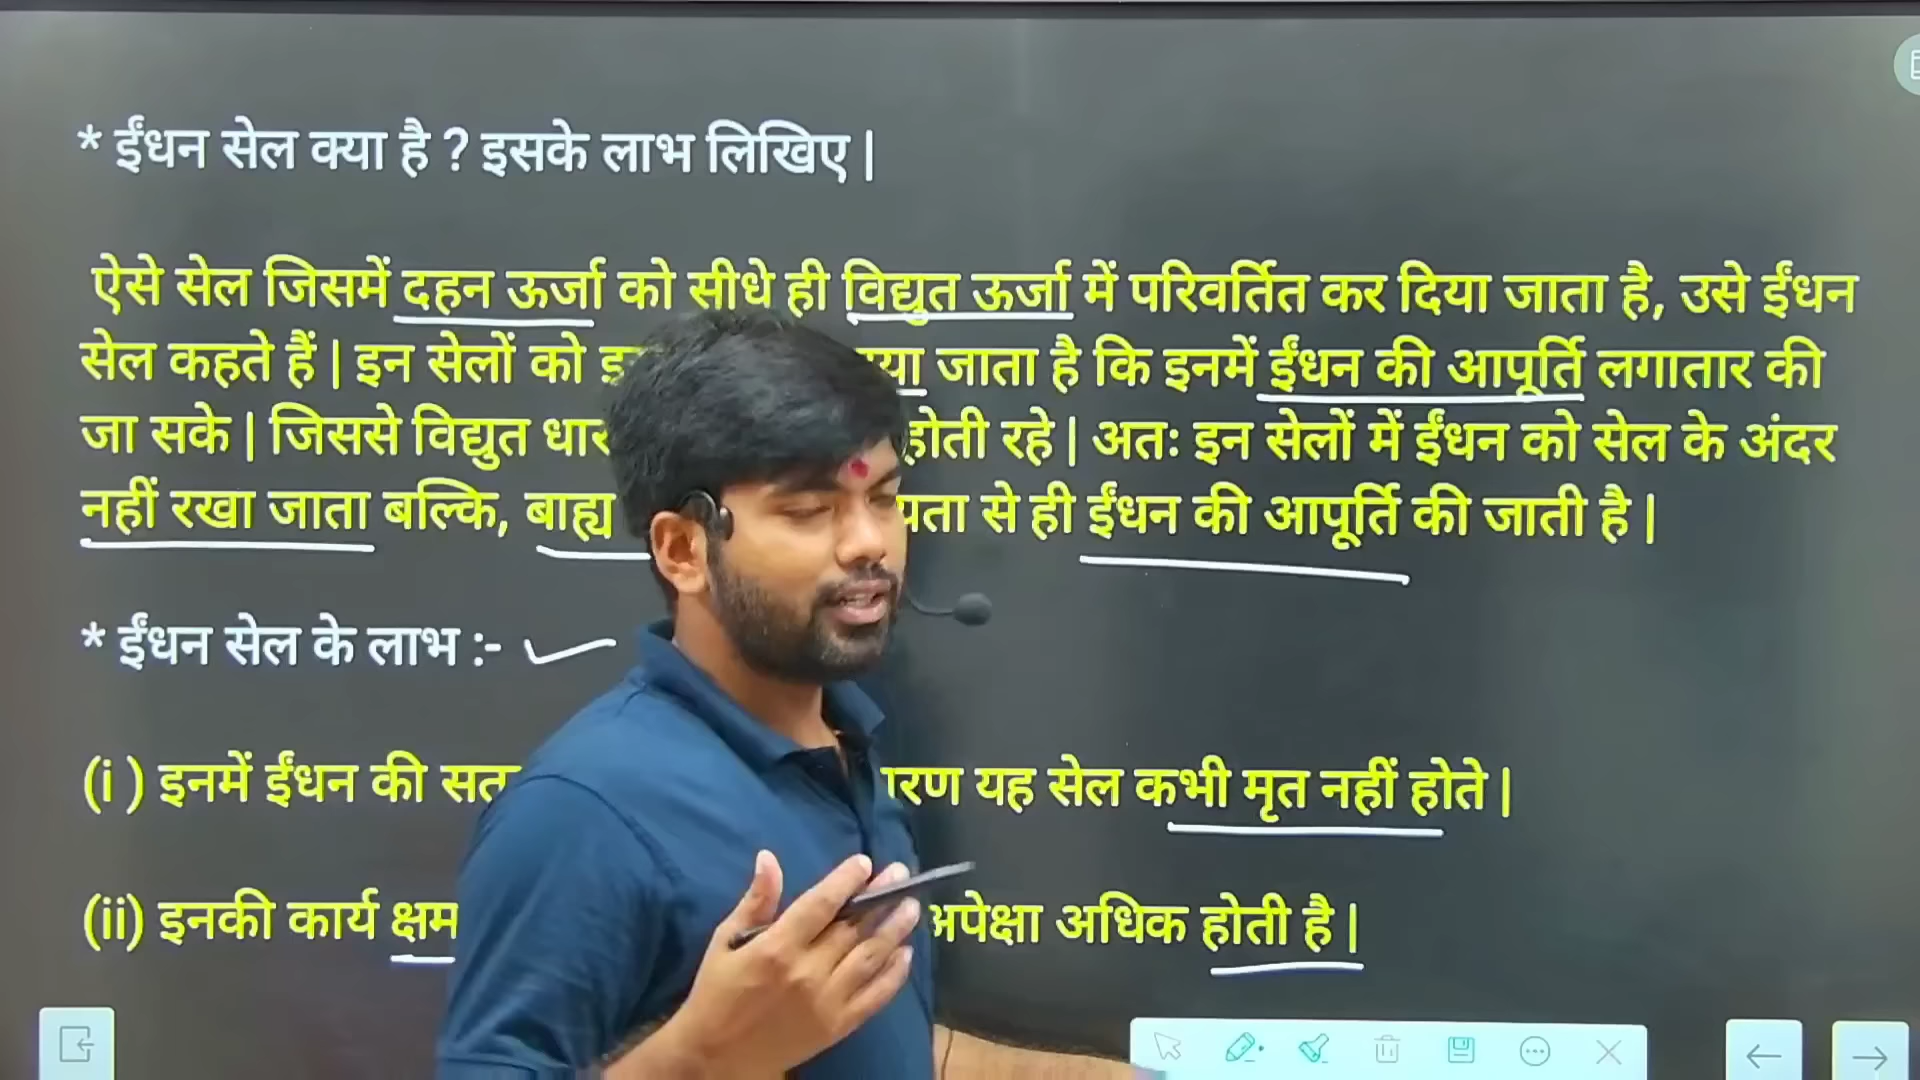 * ईंधन सेल क्या है ? इसके लाभ लिखिए |
ऐसे सेल जिसमें दहन ऊर्जा को सीधे ही विद्युत ऊर्जा में परिवर्तित कर दिया जाता है, उसे ईंधन
सेल कहते हैं | इन सेलों को जाता है कि इनमें ईंधन की आपूर्ति लगातार की
जा सके | जिससे विद्युत होती रहे | अतः इन सेलों में ईंधन को सेल के अंदर
नहीं रखा जाता बल्कि, बाह्य से ही ईंधन की आपूर्ति की जाती है |
* ईंधन सेल के लाभ :-
(i ) इनमें ईंधन की यह सेल कभी मृत नहीं होते |
(ii) इनकी कार्य अपेक्षा अधिक होती है |